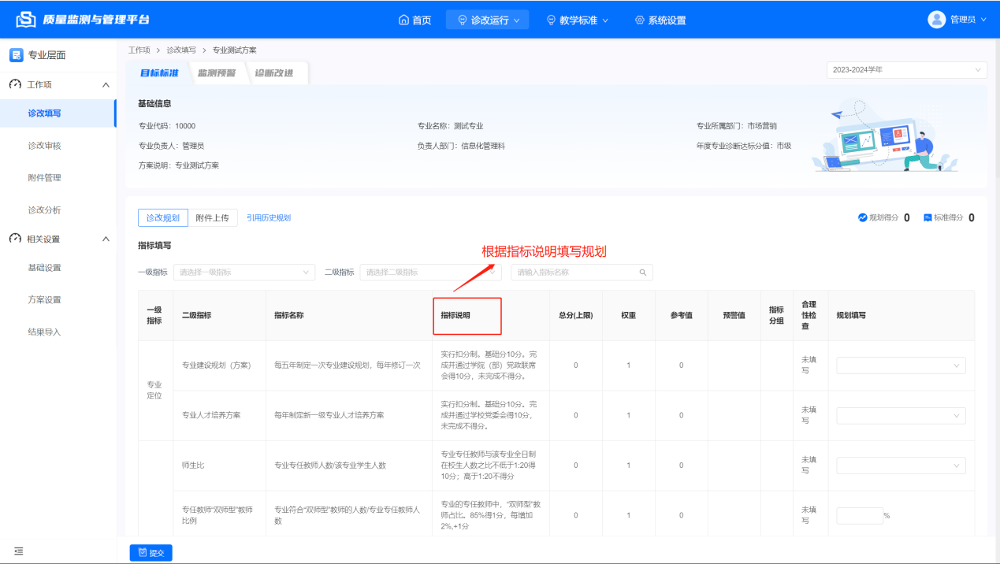 质量监测与管理平台
首页
诊改运行
教学标准
系统设置
管理员
专业层面
工作项 > 诊改填写 > 专业测试方案
工作项
诊改填写
诊改审核
附件管理
诊改分析
相关设置
基础设置
方案设置
结果导入
目标标准
监测预警
诊断改进
2023-2024学年
基础信息
专业代码：10000
专业名称：测试专业
专业所属部门：市场营销
专业负责人：管理员
负责人部门：信息化管理科
年度专业诊断达标分值：市级
方案说明：专业测试方案
诊改规划
附件上传
引用历史规划
规划得分 0
标准得分 0
指标填写
根据指标说明填写规划
一级指标 请选择一级指标
二级指标 请选择二级指标
请输入指标名称
一级
指标
二级指标
指标名称
指标说明
总分(上限)
权重
参考值
预警值
指标
分组
合理
性检
查
规划填写
专业
定位
专业建设规划（方案）
每五年制定一次专业建设规划，每年修订一次
实行扣分制。基础分10分。完
成并通过学院（部）党政联席
会得10分，未完成不得分。
0
1
0
未填
写
专业人才培养方案
每年制定新一级专业人才培养方案
实行扣分制。基础分10分。完
成并通过学校党委会得10分，
未完成不得分。
0
1
0
未填
写
师生比
专业专任教师人数/该专业学生人数
专业专任教师与该专业全日制
在校生人数之比不低于1:20得
10分；高于1:20不得分
0
1
0
未填
写
专任教师“双师型”教师
比例
专业符合“双师型”教师的人数/专业专任教师人
数
专业的专任教师中，“双师型”教
师占比。85%得1分，每增加
2%,+1分
0
1
0
未填
写
%
提交